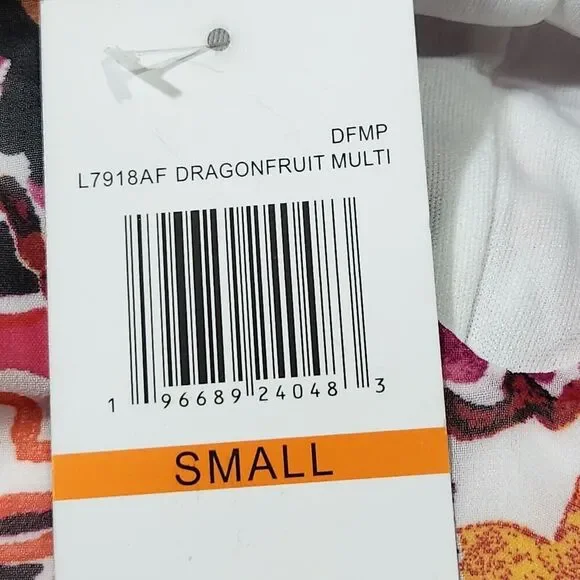 DFMP
L7918AF DRAGONFRUIT MULTI
1 96689 24048 3
SMALL